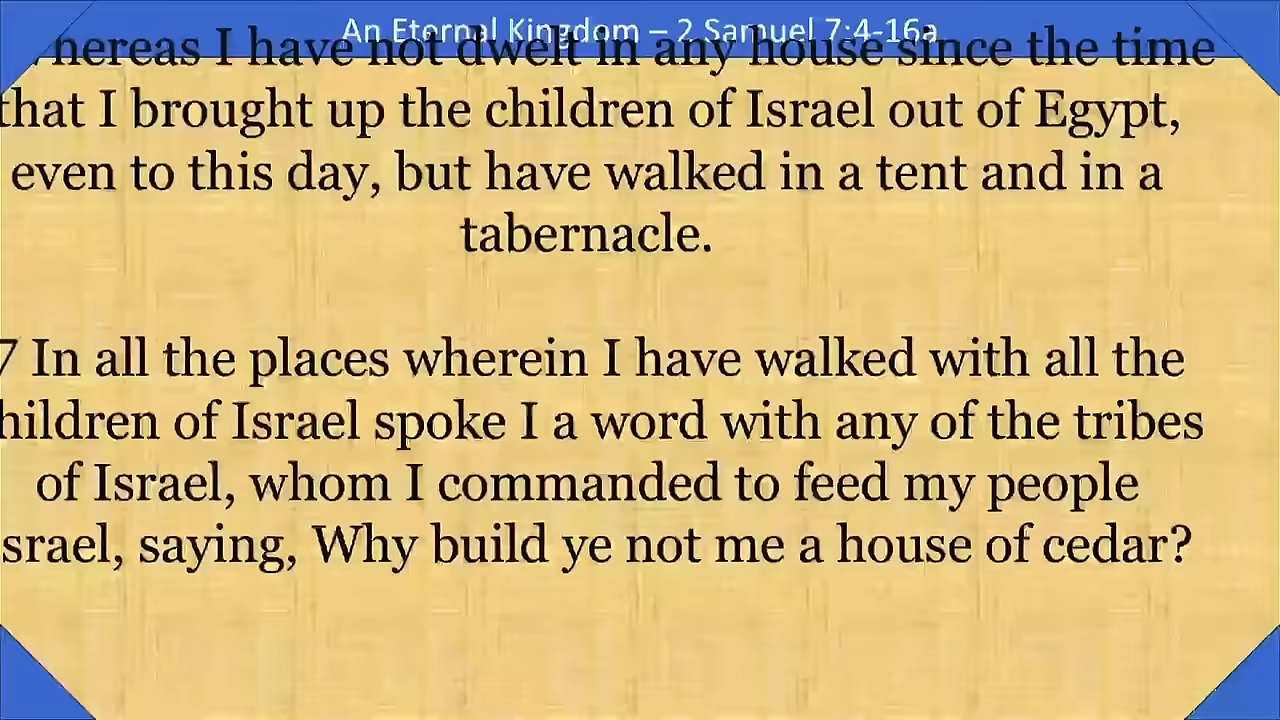 An Eternal Kingdom – 2 Samuel 7:4-16a
hereas I have not dwelt in any house since the time
that I brought up the children of Israel out of Egypt,
even to this day, but have walked in a tent and in a
tabernacle.
7 In all the places wherein I have walked with all the
hildren of Israel spoke I a word with any of the tribes
of Israel, whom I commanded to feed my people
srael, saying, Why build ye not me a house of cedar?